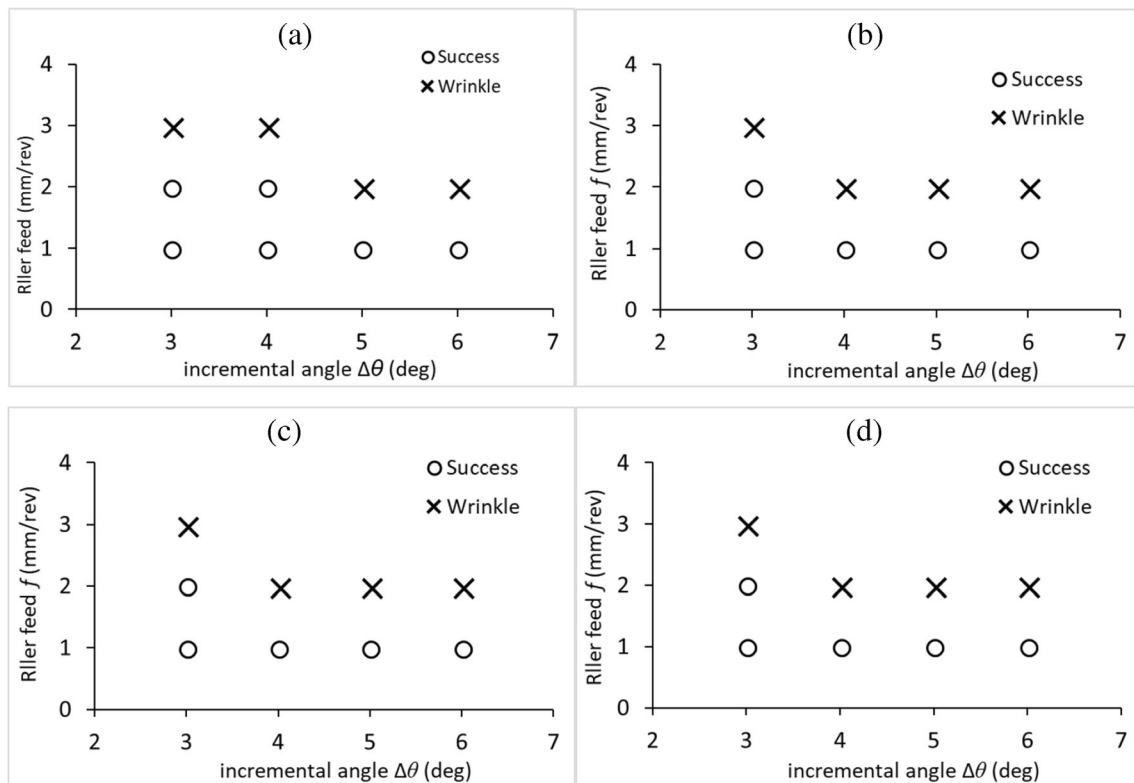 (a)
Success
Wrinkle
4
3
2
1
0
Rller feed (mm/rev)
2 3 4 5 6 7
incremental angle Δθ (deg)
(b)
Success
Wrinkle
4
3
2
1
0
Rller feed f (mm/rev)
2 3 4 5 6 7
incremental angle Δθ (deg)
(c)
Success
Wrinkle
4
3
2
1
0
Rller feed f (mm/rev)
2 3 4 5 6 7
incremental angle Δθ (deg)
(d)
Success
Wrinkle
4
3
2
1
0
Rller feed f (mm/rev)
2 3 4 5 6 7
incremental angle Δθ (deg)